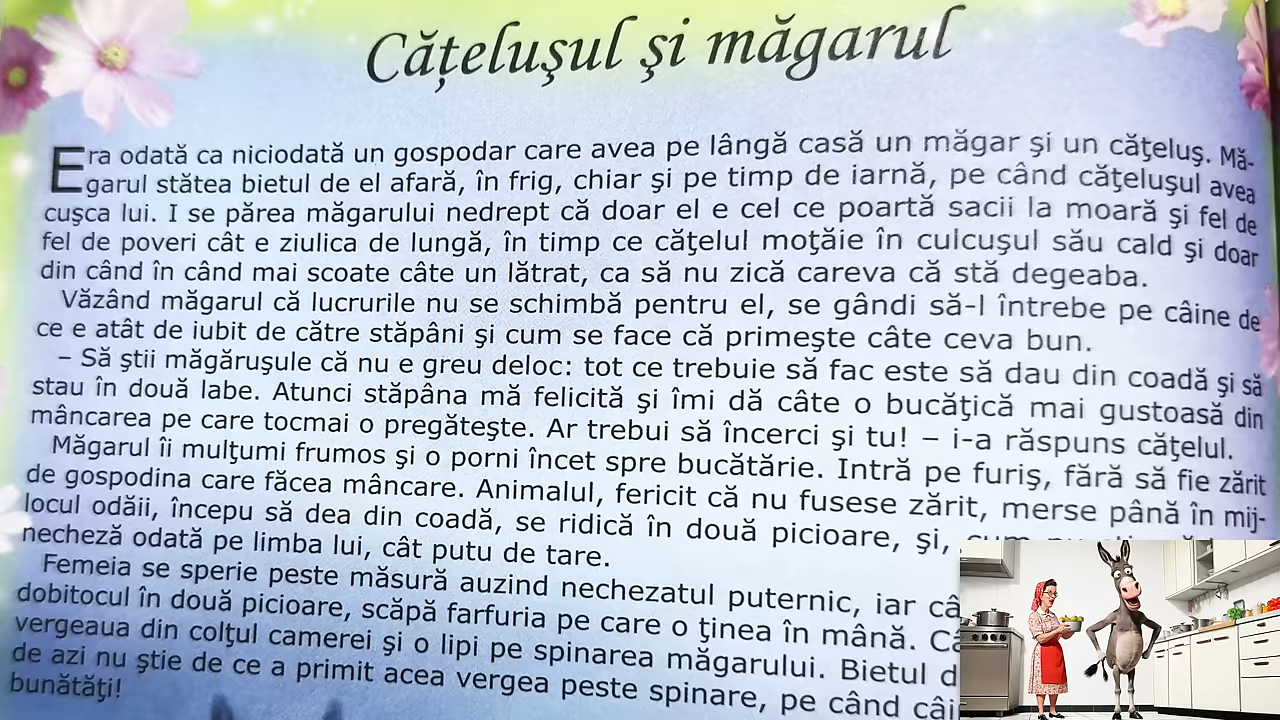 Cățeluşul şi măgarul
Era odată ca niciodată un gospodar care avea pe lângă casă un măgar şi un căţeluş. Mă-
garul stătea bietul de el afară, în frig, chiar şi pe timp de iarnă, pe când căţeluşul avea
cuşca lui. I se părea măgarului nedrept că doar el e cel ce poartă sacii la moară şi fel de
fel de poveri cât e ziulica de lungă, în timp ce căţelul moţăie în culcuşul său cald şi doar
din când în când mai scoate câte un lătrat, ca să nu zică careva că stă degeaba.
Văzând măgarul că lucrurile nu se schimbă pentru el, se gândi să-l întrebe pe câine de
ce e atât de iubit de către stăpâni şi cum se face că primeşte câte ceva bun.
– Să ştii măgăruşule că nu e greu deloc: tot ce trebuie să fac este să dau din coadă şi să
stau în două labe. Atunci stăpâna mă felicită şi îmi dă câte o bucăţică mai gustoasă din
mâncarea pe care tocmai o pregăteşte. Ar trebui să încerci şi tu! – i-a răspuns căţelul.
Măgarul îi mulţumi frumos şi o porni încet spre bucătărie. Intră pe furiş, fără să fie zărit
de gospodina care făcea mâncare. Animalul, fericit că nu fusese zărit, merse până în mij-
locul odăii, începu să dea din coadă, se ridică în două picioare, şi,
necheză odată pe limba lui, cât putu de tare.
Femeia se sperie peste măsură auzind nechezatul puternic, iar
dobitocul în două picioare, scăpă farfuria pe care o ţinea în mână.
vergeaua din colţul camerei şi o lipi pe spinarea măgarului. Bietul
de azi nu ştie de ce a primit acea vergea peste spinare, pe când
bunătăţi!